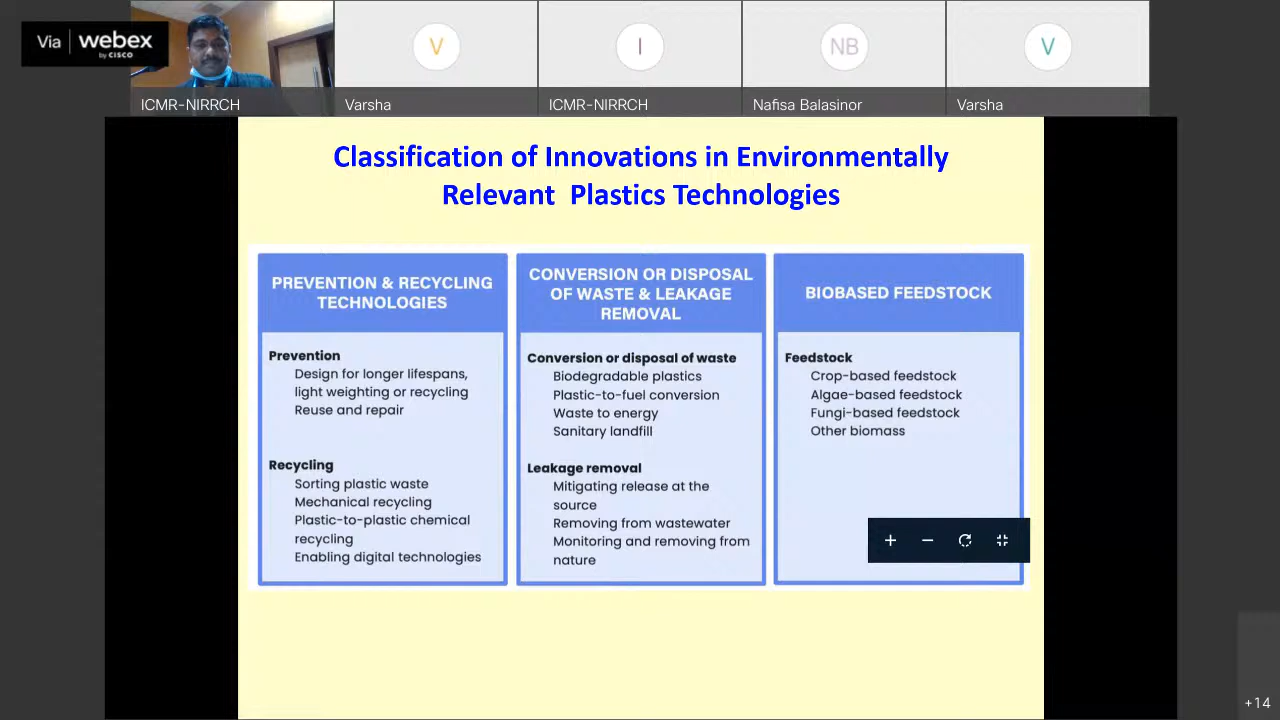 Via webex
by CISCO
V
I
NB
V
ICMR-NIRRCH
Varsha
ICMR-NIRRCH
Nafisa Balasinor
Varsha
Classification of Innovations in Environmentally
Relevant Plastics Technologies
PREVENTION & RECYCLING
TECHNOLOGIES
Prevention
Design for longer lifespans,
light weighting or recycling
Reuse and repair
Recycling
Sorting plastic waste
Mechanical recycling
Plastic-to-plastic chemical
recycling
Enabling digital technologies
CONVERSION OR DISPOSAL
OF WASTE & LEAKAGE
REMOVAL
Conversion or disposal of waste
Biodegradable plastics
Plastic-to-fuel conversion
Waste to energy
Sanitary landfill
Leakage removal
Mitigating release at the
source
Removing from wastewater
Monitoring and removing from
nature
BIOBASED FEEDSTOCK
Feedstock
Crop-based feedstock
Algae-based feedstock
Fungi-based feedstock
Other biomass
+14